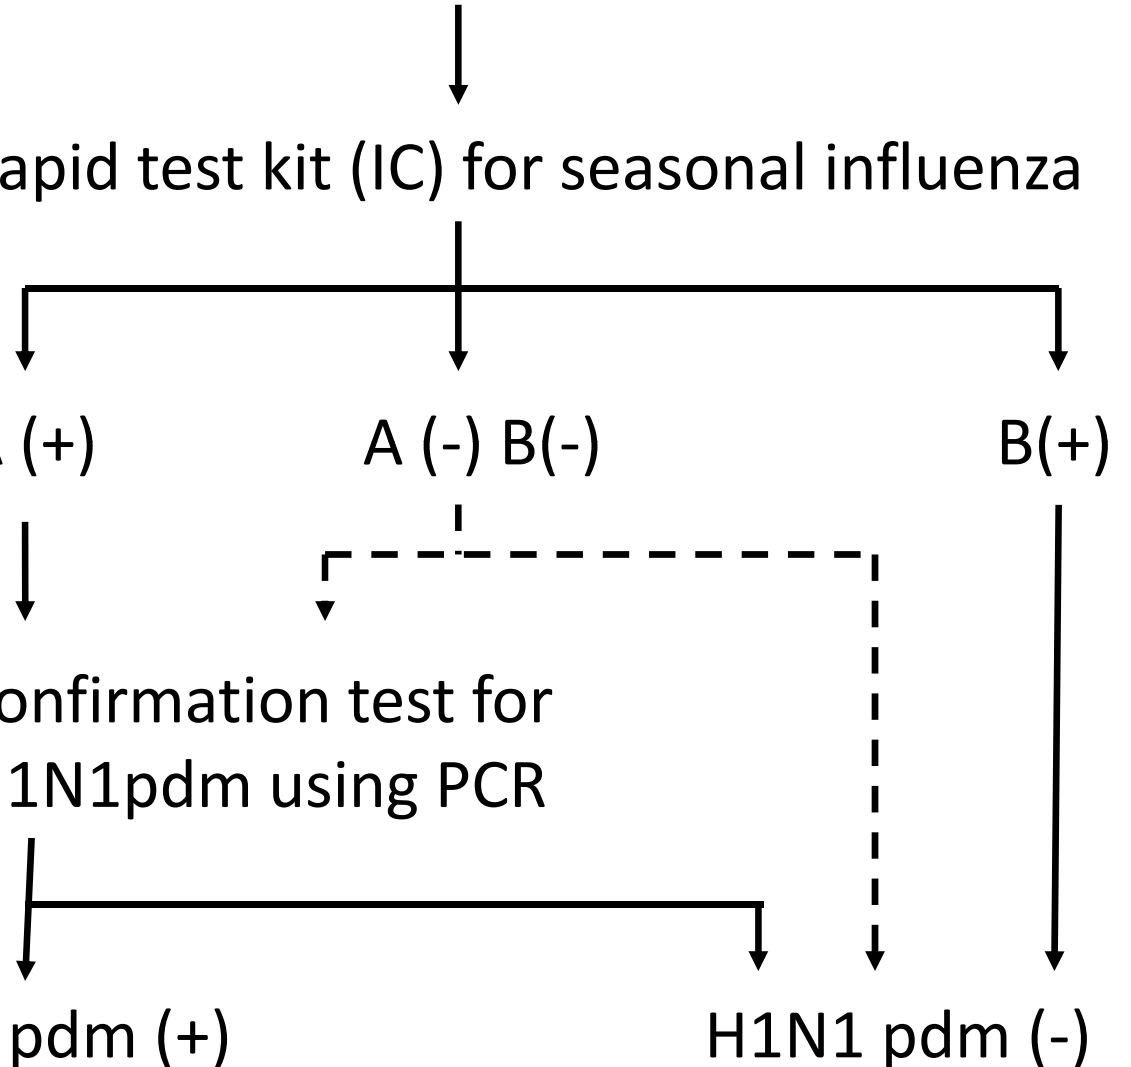 apid test kit (IC) for seasonal influenza
(+) A (-) B(-) B(+)
onfirmation test for
1N1pdm using PCR
pdm (+) H1N1 pdm (-)